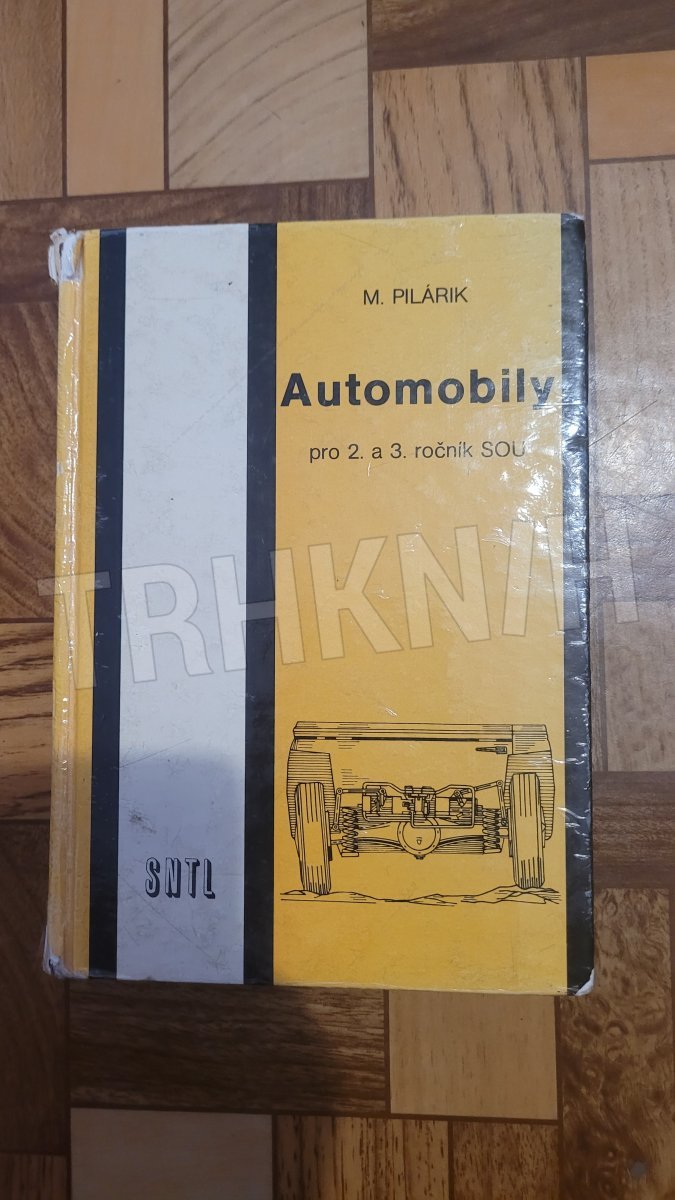 M. PILÁRIK
Automobily
pro 2. a 3. ročník SOU
TRHKNIH
SNTL